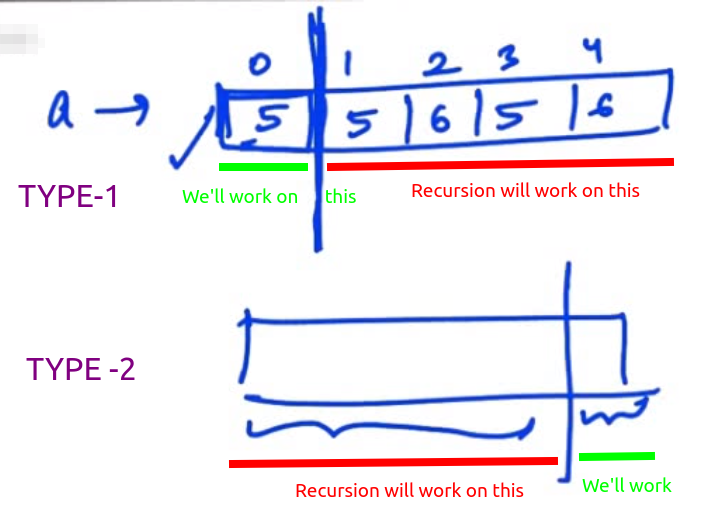 0 1 2 3 4
a → 5 5 6 5 6
We'll work on this
Recursion will work on this
TYPE-1
TYPE -2
Recursion will work on this
We'll work